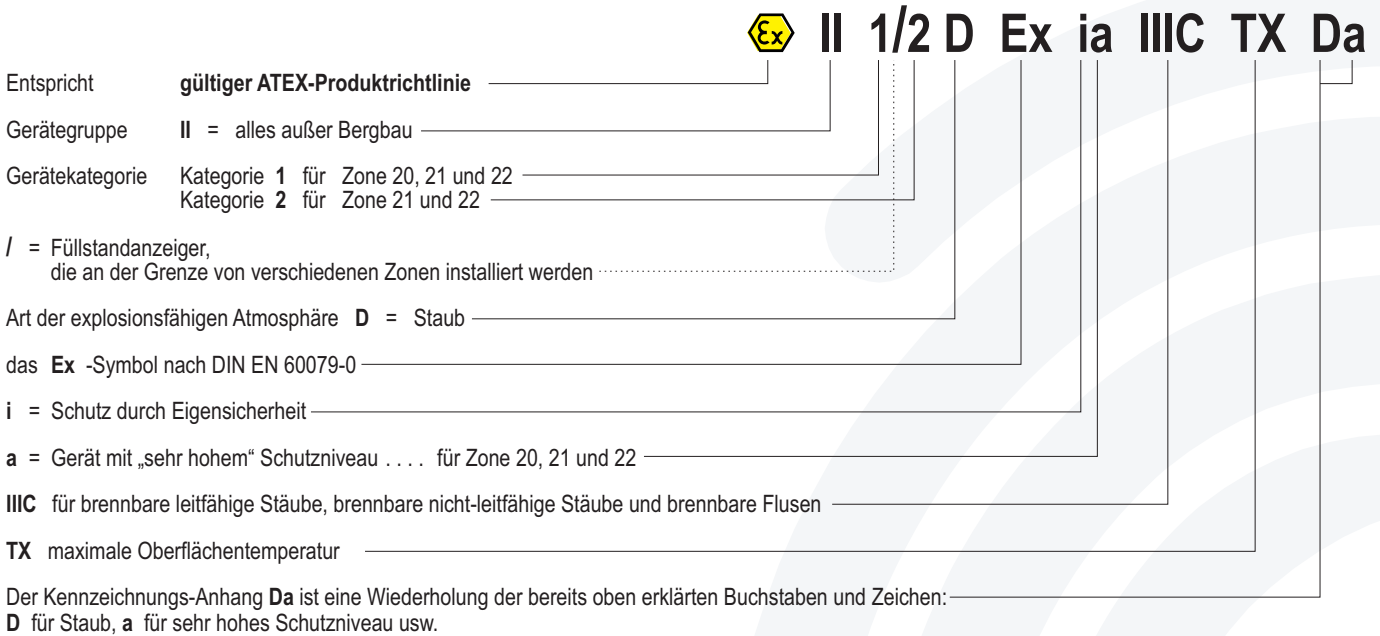 Ex II 1/2 D Ex ia IIIC TX Da
Entspricht gültiger ATEX-Produktrichtlinie
Gerätegruppe II = alles außer Bergbau
Gerätekategorie Kategorie 1 für Zone 20, 21 und 22
Kategorie 2 für Zone 21 und 22
/ = Füllstandanzeiger,
die an der Grenze von verschiedenen Zonen installiert werden
Art der explosionsfähigen Atmosphäre D = Staub
das Ex -Symbol nach DIN EN 60079-0
i = Schutz durch Eigensicherheit
a = Gerät mit „sehr hohem“ Schutzniveau . . . . für Zone 20, 21 und 22
IIIC für brennbare leitfähige Stäube, brennbare nicht-leitfähige Stäube und brennbare Flusen
TX maximale Oberflächentemperatur
Der Kennzeichnungs-Anhang Da ist eine Wiederholung der bereits oben erklärten Buchstaben und Zeichen:
D für Staub, a für sehr hohes Schutzniveau usw.